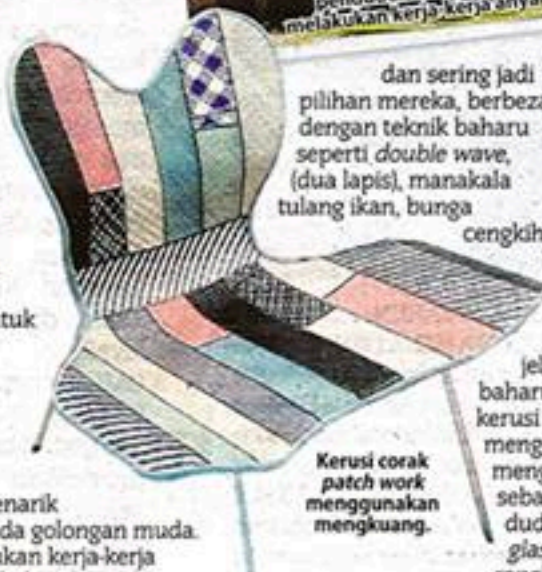 melakukan kerja-kerja
dan sering jadi
pilihan mereka, berbeza
dengan teknik baharu
seperti double wave,
(dua lapis), manakala
tulang ikan, bunga
cengkih
tuk
jel
baharu
kerusi
meng
meng
seba
dud
glas
Kerusi corak
patch work
menggunakan
mengkuang.
enarik
da golongan muda.
kan kerja-kerja